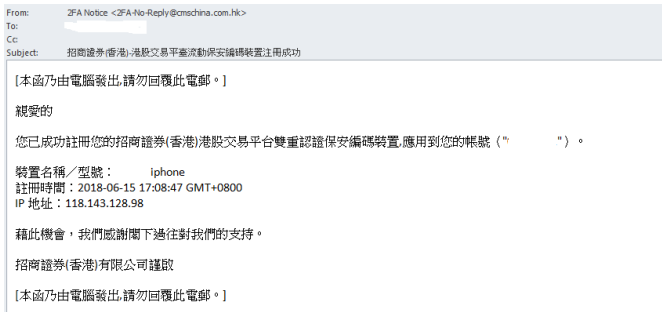 From: 2FA Notice <2FA-No-Reply@cmschina.com.hk>
To:
Cc:
Subject: 招商證券(香港)-港股交易平臺流動保安編碼裝置注冊成功
[本函乃由電腦發出,請勿回覆此電郵。]
親愛的
您已成功註冊您的招商證券(香港)港股交易平台雙重認證保安編碼裝置,應用到您的帳號（" "）。
裝置名稱／型號： iphone
註冊時間：2018-06-15 17:08:47 GMT+0800
IP 地址：118.143.128.98
藉此機會，我們感謝閣下過往對我們的支持。
招商證券(香港)有限公司謹啟
[本函乃由電腦發出,請勿回覆此電郵。]